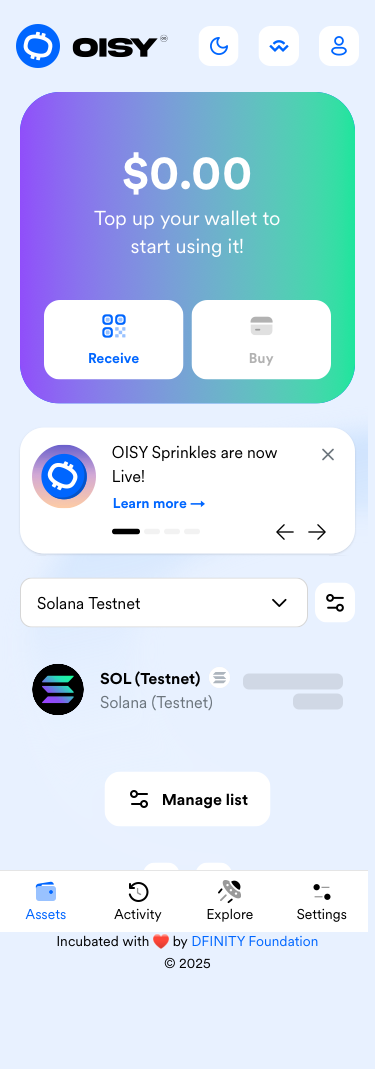 OISY
$0.00
Top up your wallet to
start using it!
Receive
Buy
OISY Sprinkles are now
Live!
Learn more →
Solana Testnet
SOL (Testnet)
Solana (Testnet)
Manage list
Assets
Activity
Explore
Settings
Incubated with ❤️ by DFINITY Foundation
© 2025